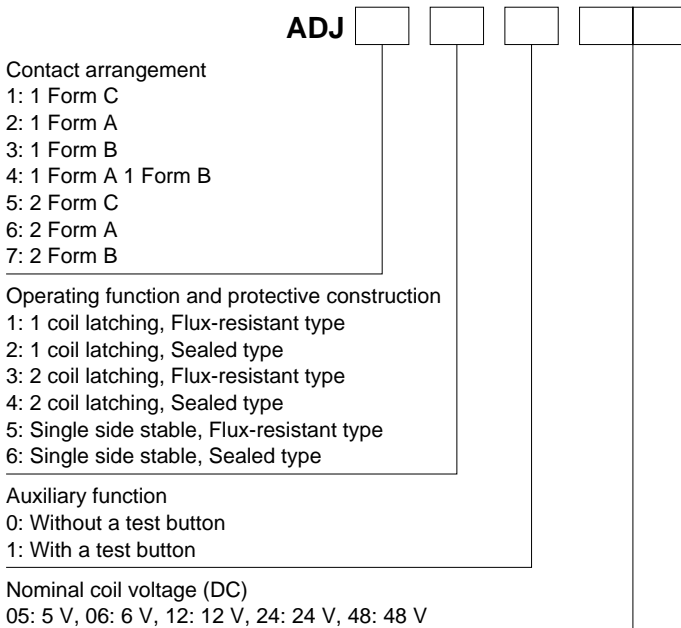 ADJ
Contact arrangement
1: 1 Form C
2: 1 Form A
3: 1 Form B
4: 1 Form A 1 Form B
5: 2 Form C
6: 2 Form A
7: 2 Form B
Operating function and protective construction
1: 1 coil latching, Flux-resistant type
2: 1 coil latching, Sealed type
3: 2 coil latching, Flux-resistant type
4: 2 coil latching, Sealed type
5: Single side stable, Flux-resistant type
6: Single side stable, Sealed type
Auxiliary function
0: Without a test button
1: With a test button
Nominal coil voltage (DC)
05: 5 V, 06: 6 V, 12: 12 V, 24: 24 V, 48: 48 V